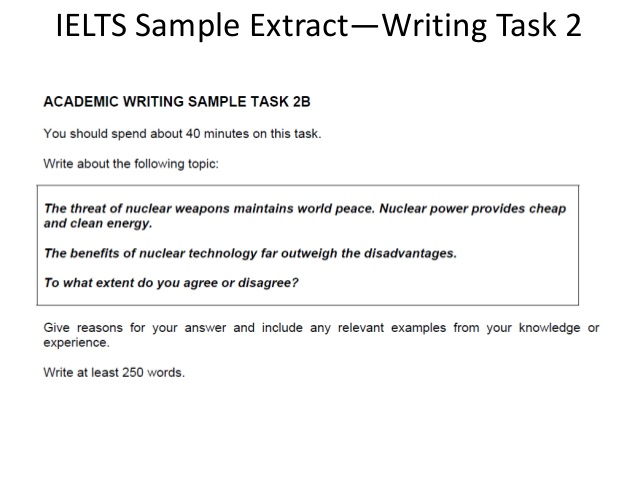 IELTS Sample Extract—Writing Task 2
ACADEMIC WRITING SAMPLE TASK 2B
You should spend about 40 minutes on this task.
Write about the following topic:
The threat of nuclear weapons maintains world peace. Nuclear power provides cheap
and clean energy.
The benefits of nuclear technology far outweigh the disadvantages.
To what extent do you agree or disagree?
Give reasons for your answer and include any relevant examples from your knowledge or
experience.
Write at least 250 words.